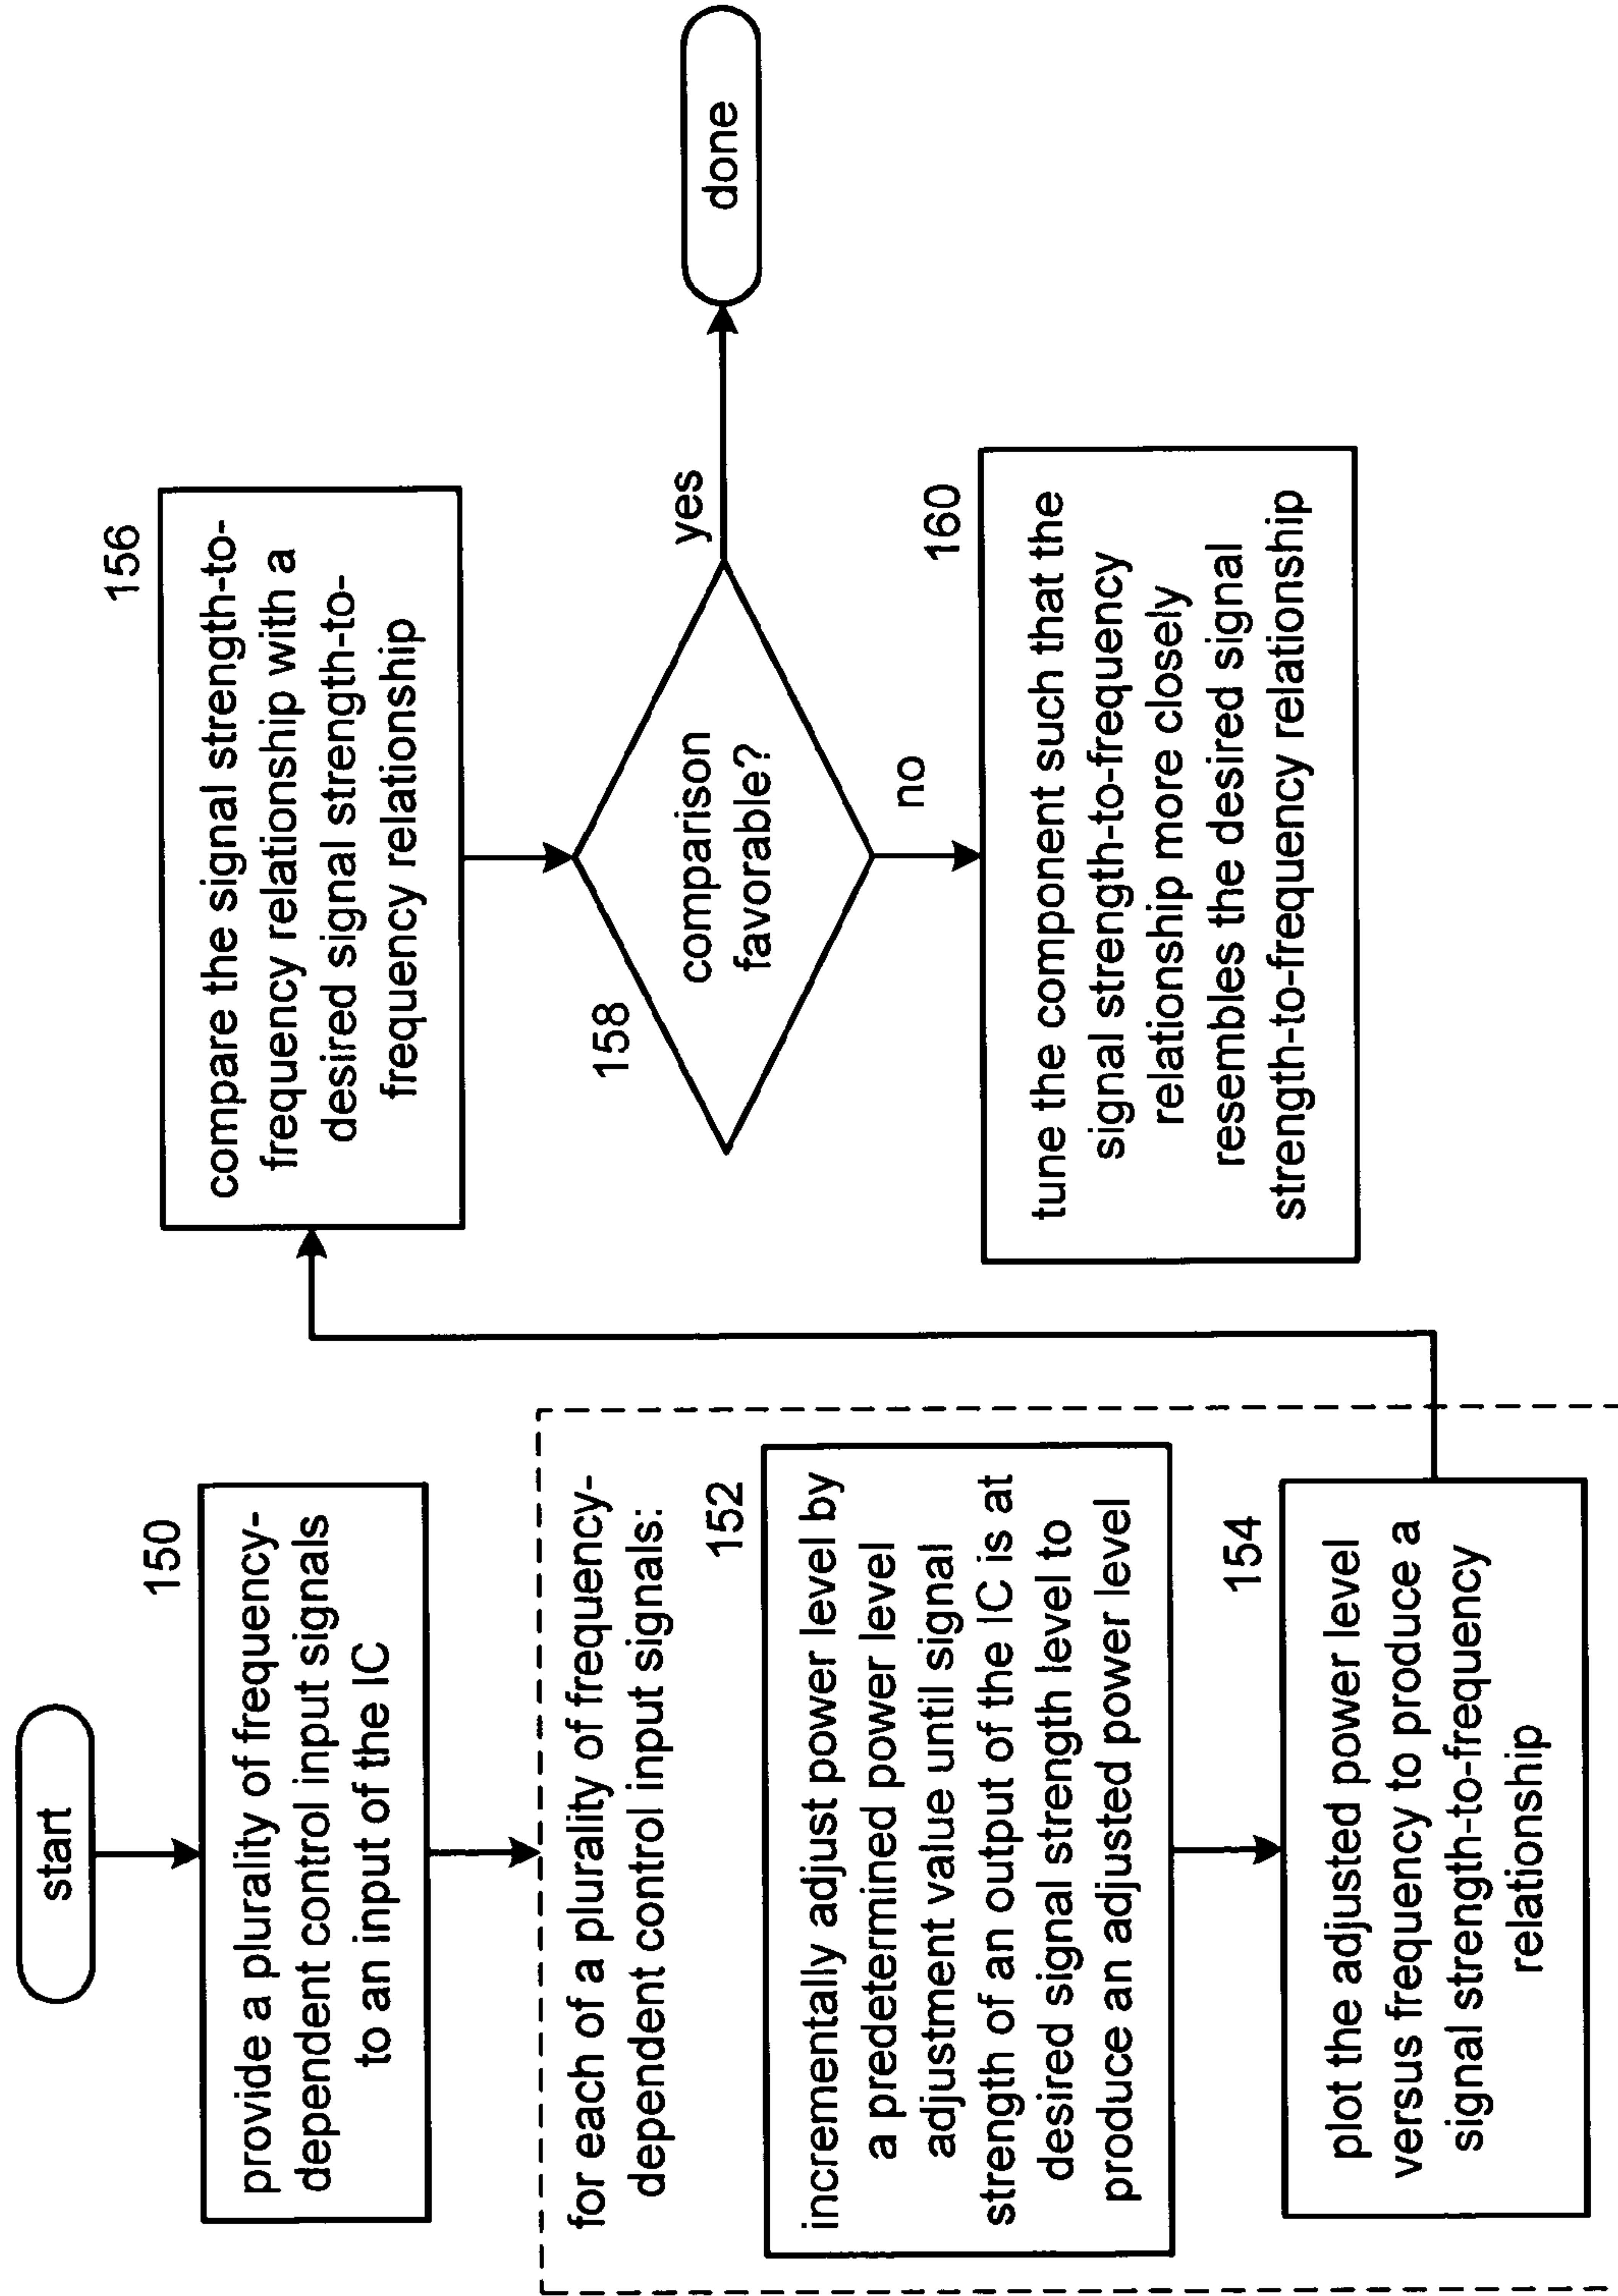 start
150
provide a plurality of frequency-
dependent control input signals
to an input of the IC
for each of a plurality of frequency-
dependent control input signals:
152
incrementally adjust power level by
a predetermined power level
adjustment value until signal
strength of an output of the IC is at
desired signal strength level to
produce an adjusted power level
154
plot the adjusted power level
versus frequency to produce a
signal strength-to-frequency
relationship
156
compare the signal strength-to-
frequency relationship with a
desired signal strength-to-
frequency relationship
158
comparison
favorable?
yes
done
no
160
tune the component such that the
signal strength-to-frequency
relationship more closely
resembles the desired signal
strength-to-frequency relationship